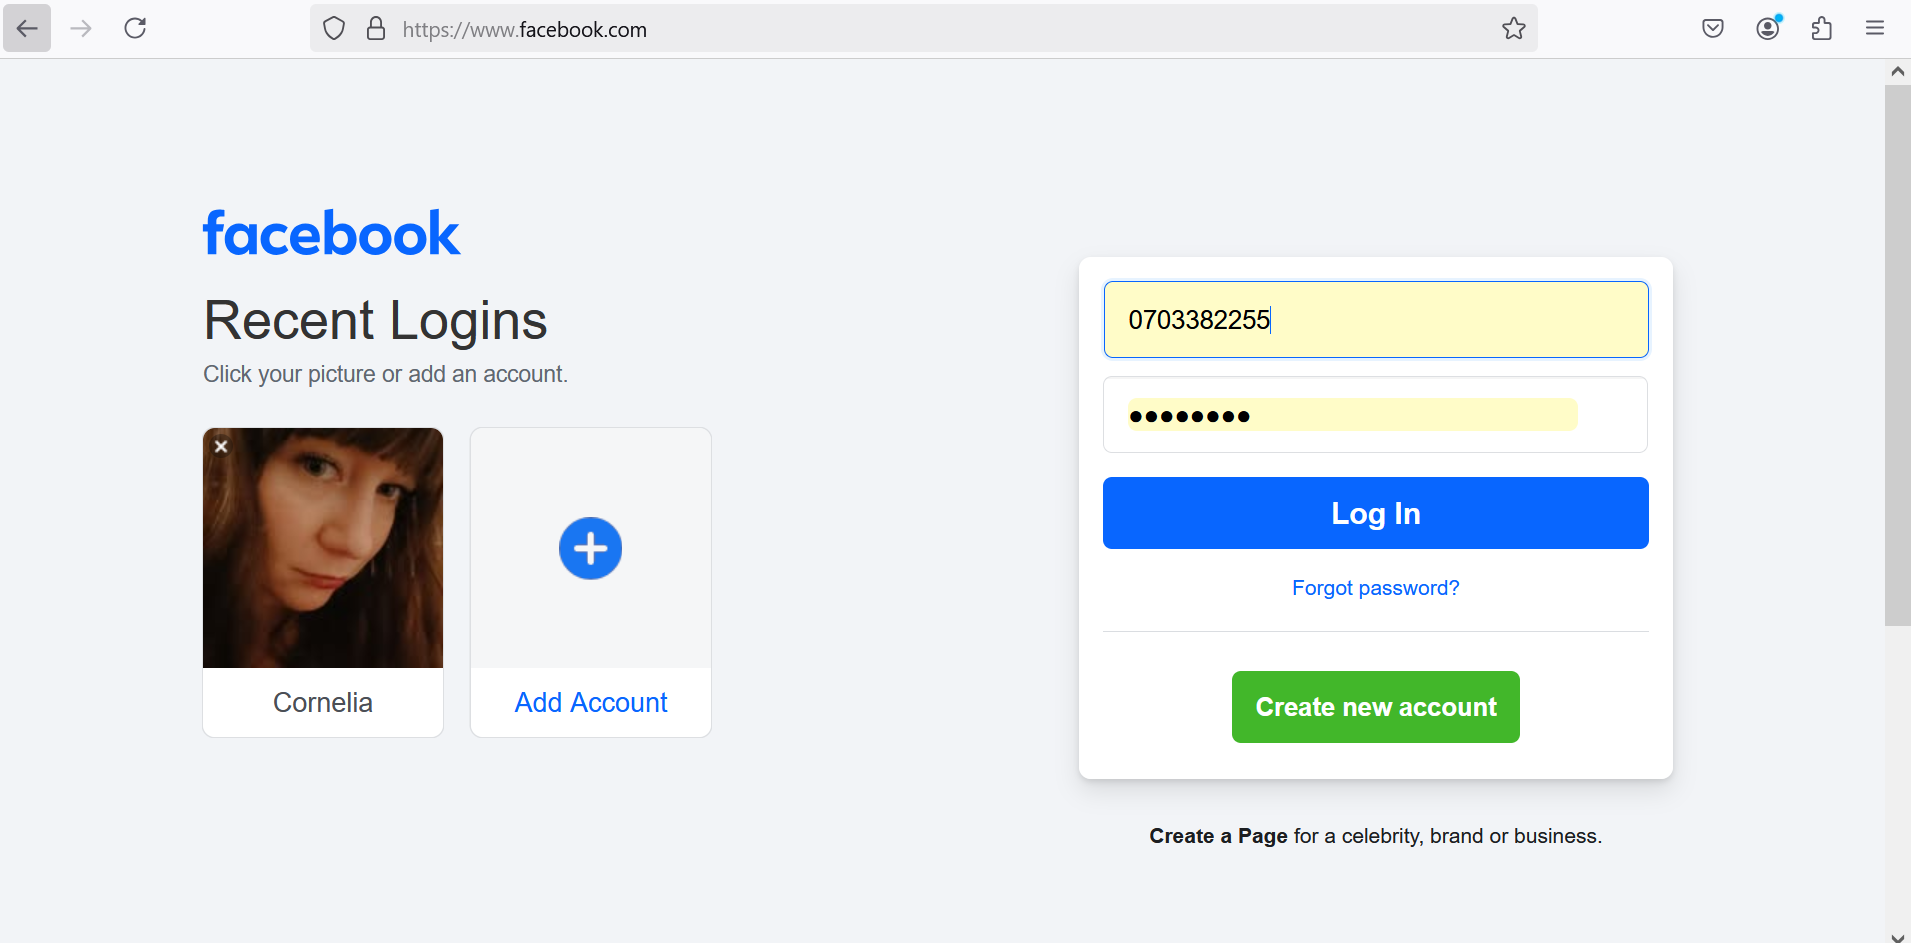 https://www.facebook.com
facebook
Recent Logins
Click your picture or add an account.
Cornelia
Add Account
0703382255
••••••••
Log In
Forgot password?
Create new account
Create a Page for a celebrity, brand or business.